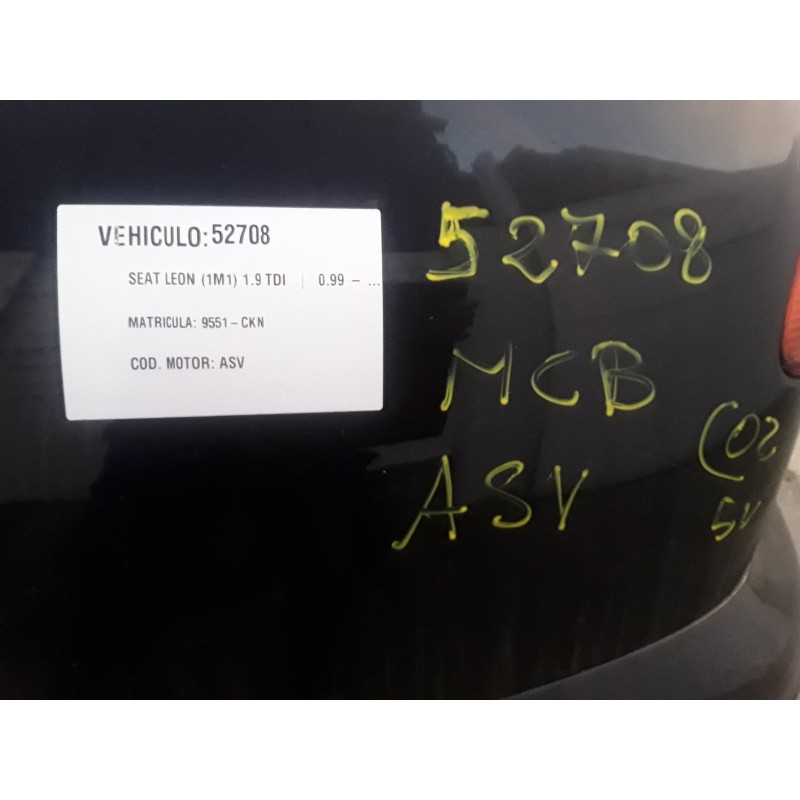 VEHICULO: 52708
SEAT LEON (1M1) 1.9 TDI | 0.99 - ...
MATRICULA: 9551-CKN
COD. MOTOR: ASV
52708
MCB
ASV
(02
5V